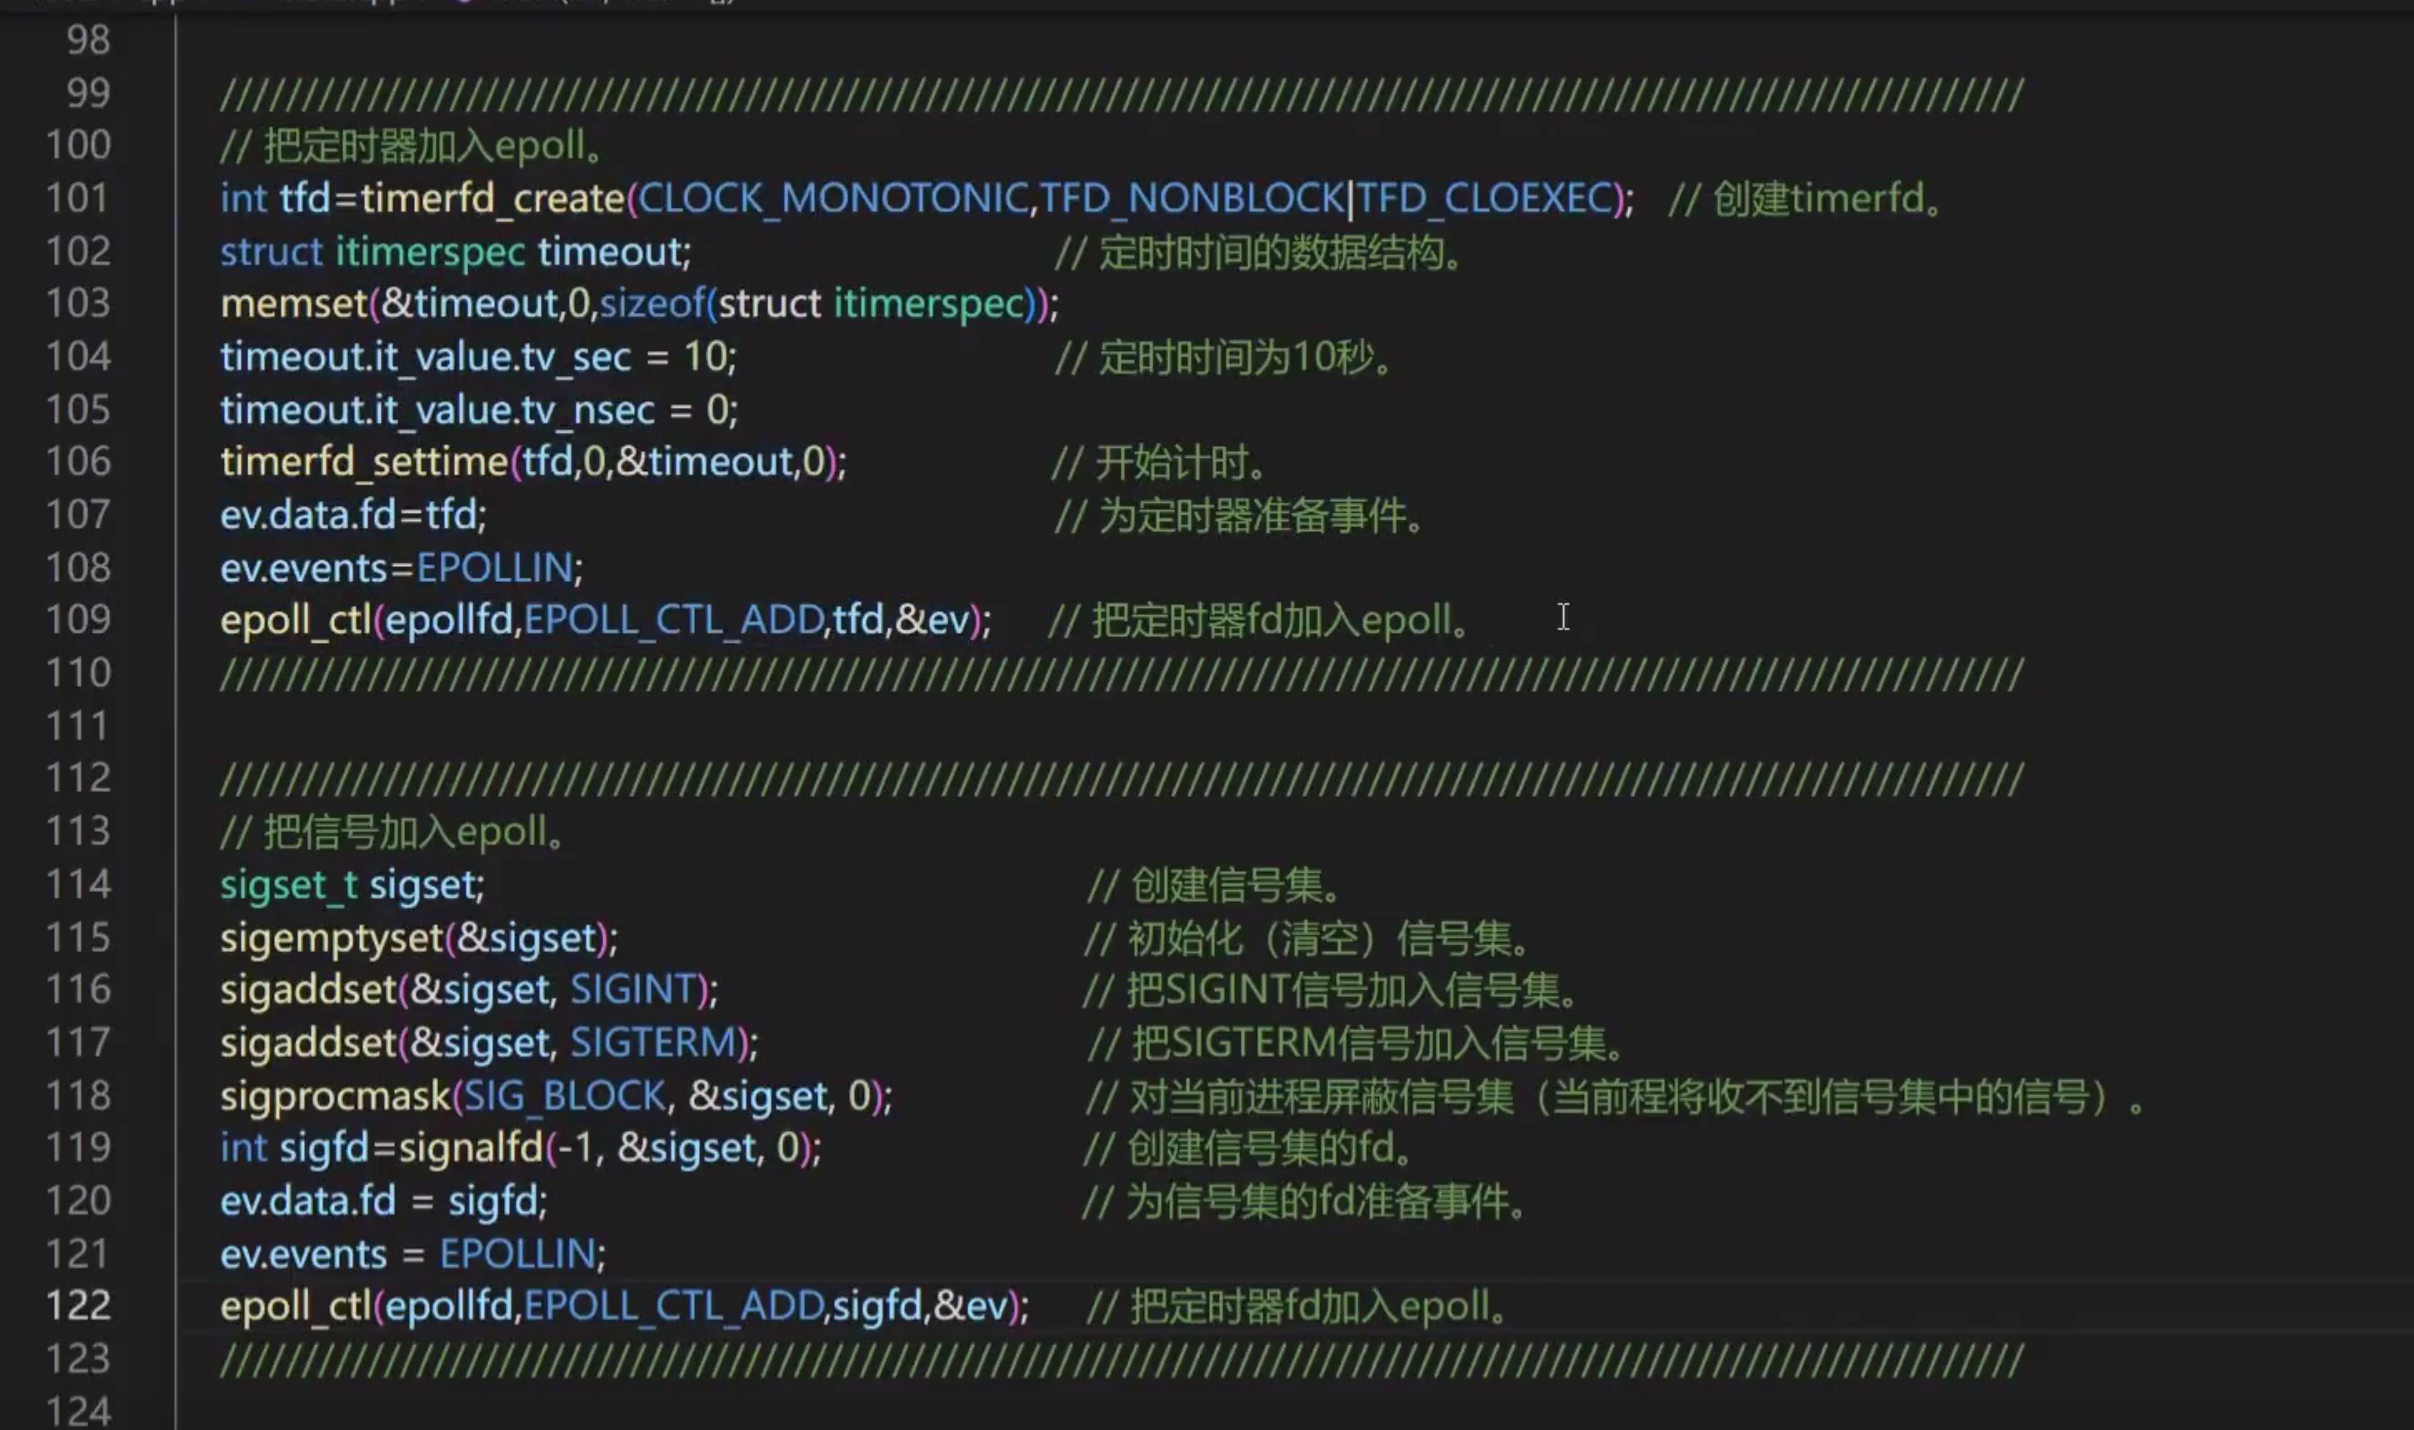 98
99 //////////////////////////////////////////////////////////////////////////////////////////////////////////////
100 // 把定时器加入epoll。
101 int tfd=timerfd_create(CLOCK_MONOTONIC,TFD_NONBLOCK|TFD_CLOEXEC); // 创建timerfd。
102 struct itimerspec timeout; // 定时时间的数据结构。
103 memset(&timeout,0,sizeof(struct itimerspec));
104 timeout.it_value.tv_sec = 10; // 定时时间为10秒。
105 timeout.it_value.tv_nsec = 0;
106 timerfd_settime(tfd,0,&timeout,0); // 开始计时。
107 ev.data.fd=tfd; // 为定时器准备事件。
108 ev.events=EPOLLIN;
109 epoll_ctl(epollfd,EPOLL_CTL_ADD,tfd,&ev); // 把定时器fd加入epoll。
110 //////////////////////////////////////////////////////////////////////////////////////////////////////////////
111
112 //////////////////////////////////////////////////////////////////////////////////////////////////////////////
113 // 把信号加入epoll。
114 sigset_t sigset; // 创建信号集。
115 sigemptyset(&sigset); // 初始化（清空）信号集。
116 sigaddset(&sigset, SIGINT); // 把SIGINT信号加入信号集。
117 sigaddset(&sigset, SIGTERM); // 把SIGTERM信号加入信号集。
118 sigprocmask(SIG_BLOCK, &sigset, 0); // 对当前进程屏蔽信号集（当前程将收不到信号集中的信号）。
119 int sigfd=signalfd(-1, &sigset, 0); // 创建信号集的fd。
120 ev.data.fd = sigfd; // 为信号集的fd准备事件。
121 ev.events = EPOLLIN;
122 epoll_ctl(epollfd,EPOLL_CTL_ADD,sigfd,&ev); // 把定时器fd加入epoll。
123 //////////////////////////////////////////////////////////////////////////////////////////////////////////////
124